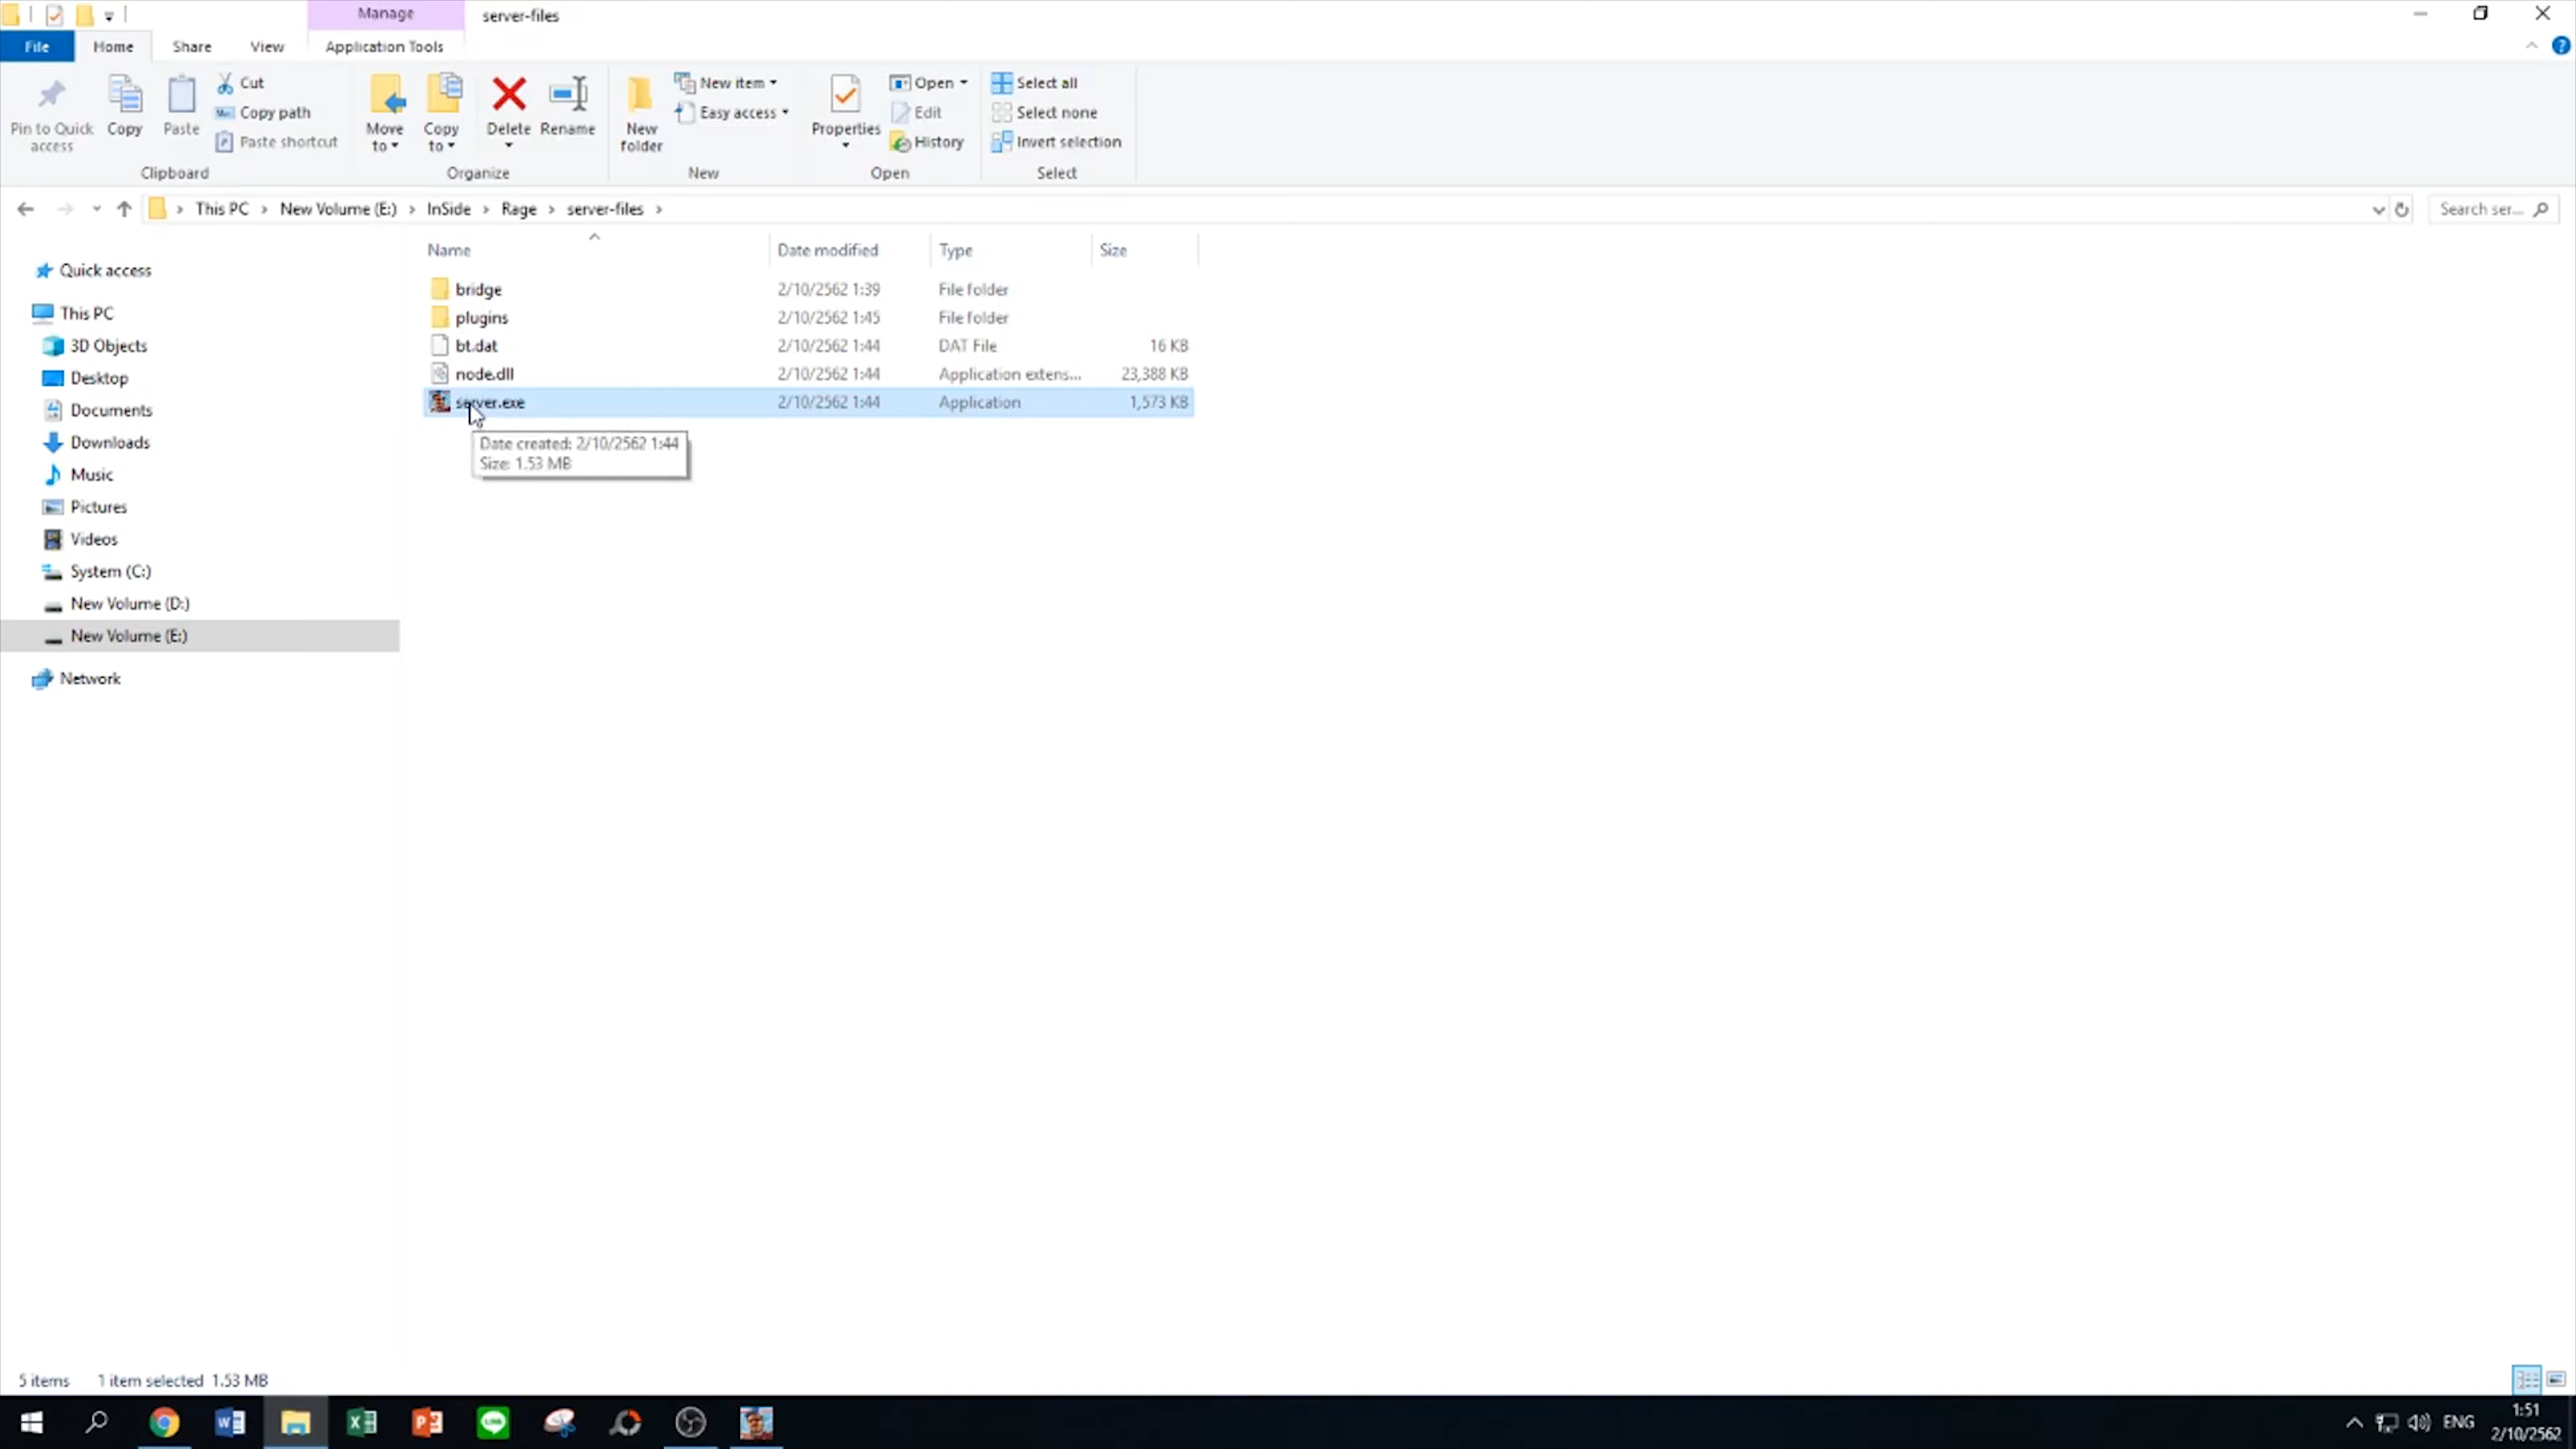 Manage
server-files
File
Home
Share
View
Application Tools
Pin to Quick access
Copy
Paste
Cut
Copy path
Paste shortcut
Clipboard
Move to
Copy to
Delete
Rename
Organize
New folder
New item
Easy access
New
Properties
Open
Edit
History
Open
Select all
Select none
Invert selection
Select
This PC > New Volume (E:) > InSide > Rage > server-files >
Search ser...
Name Date modified Type Size
bridge 2/10/2562 1:39 File folder
plugins 2/10/2562 1:45 File folder
bt.dat 2/10/2562 1:44 DAT File 16 KB
node.dll 2/10/2562 1:44 Application extens... 23,388 KB
server.exe 2/10/2562 1:44 Application 1,573 KB
Date created: 2/10/2562 1:44
Size: 1.53 MB
Quick access
This PC
3D Objects
Desktop
Documents
Downloads
Music
Pictures
Videos
System (C:)
New Volume (D:)
New Volume (E:)
Network
5 items 1 item selected 1.53 MB
ENG
1:51
2/10/2562